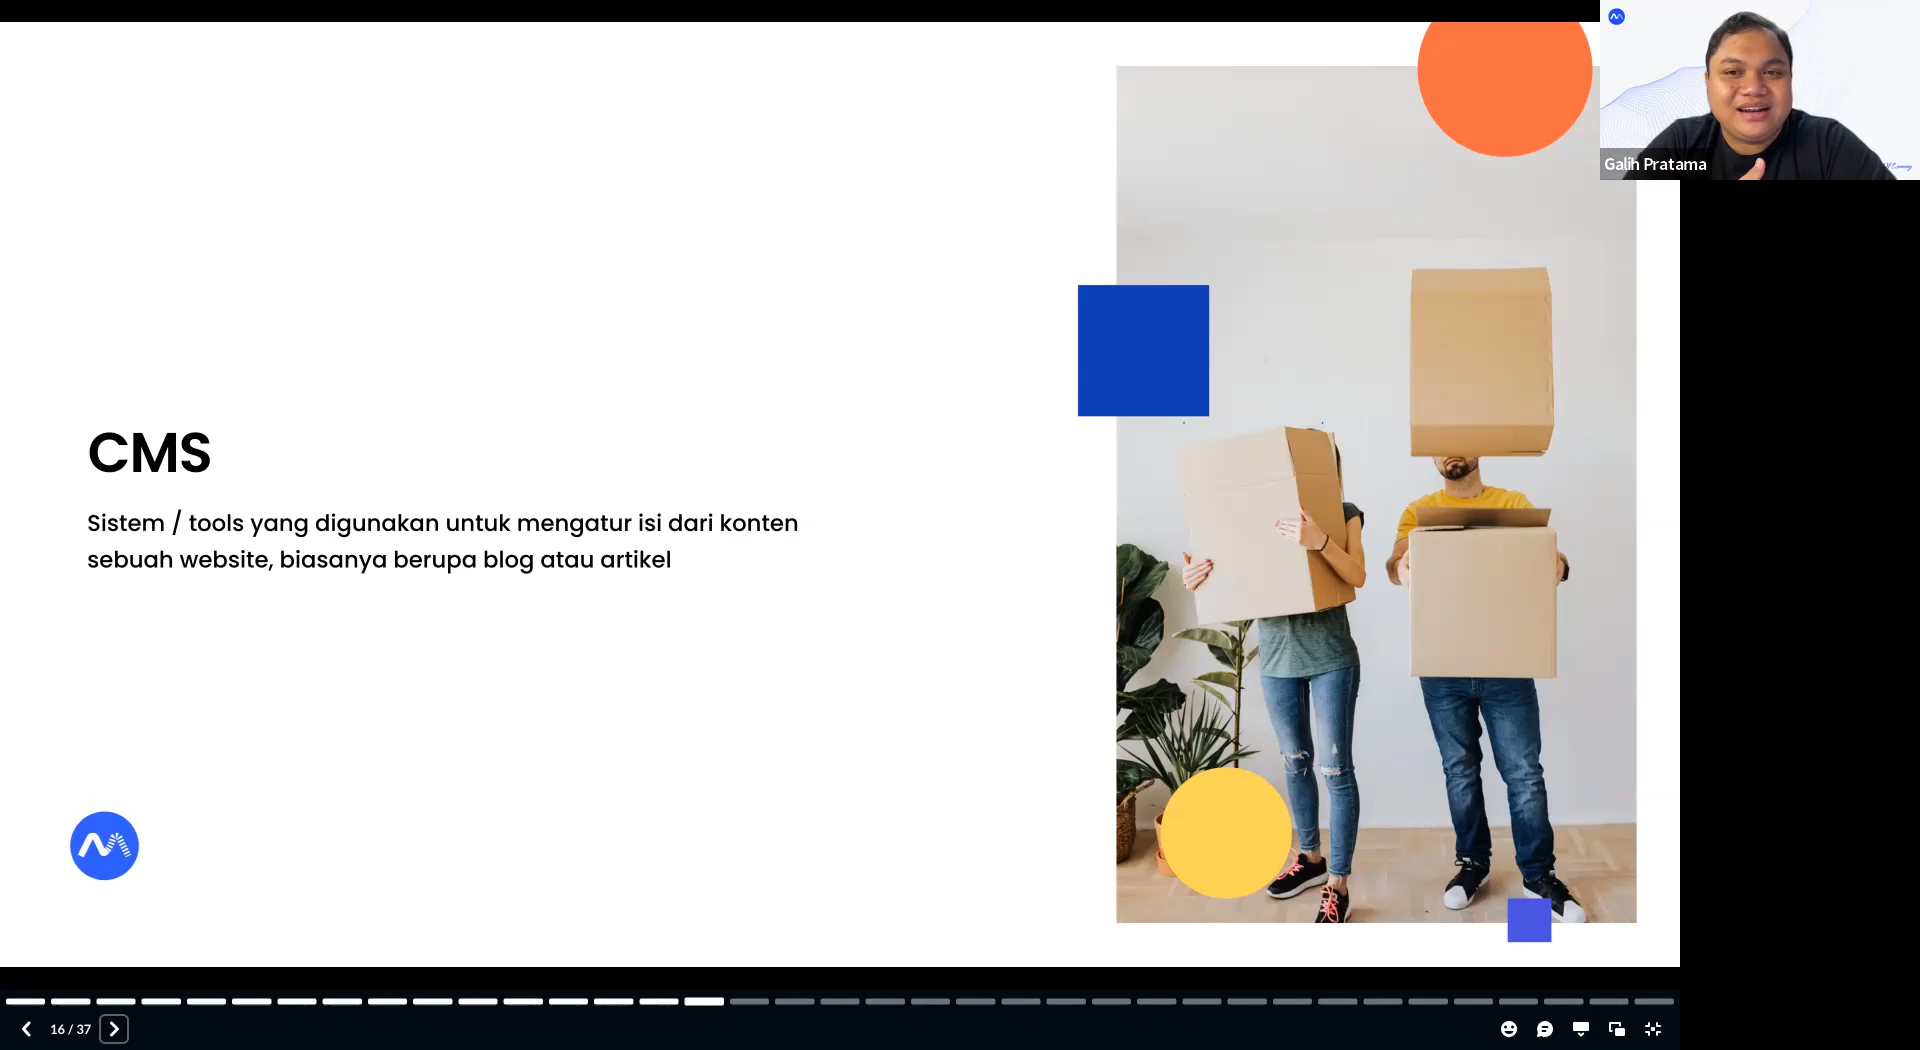 Galih Pratama
CMS
Sistem / tools yang digunakan untuk mengatur isi dari konten
sebuah website, biasanya berupa blog atau artikel
16 / 37